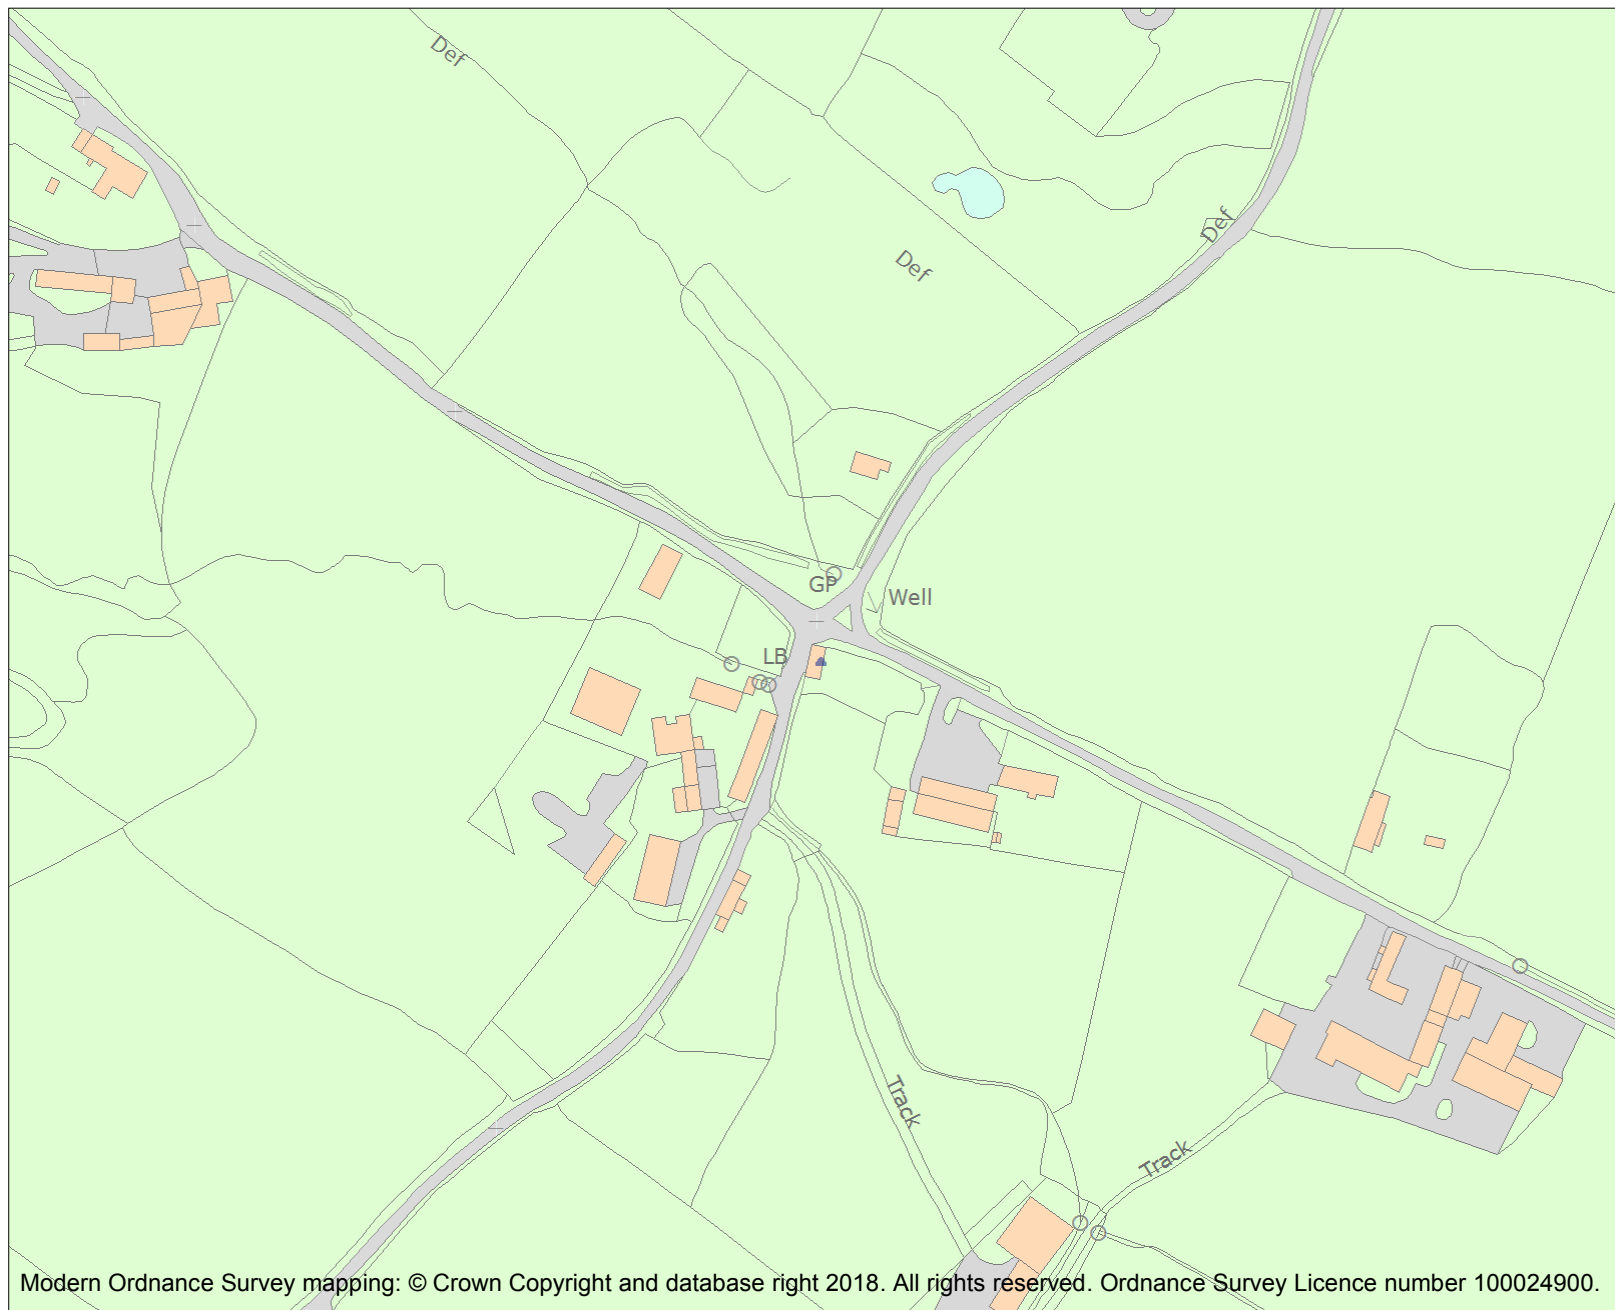 Def
Def
Def
GP
Well
LB
Track
Track
Modern Ordnance Survey mapping: © Crown Copyright and database right 2018. All rights reserved. Ordnance Survey Licence number 100024900.